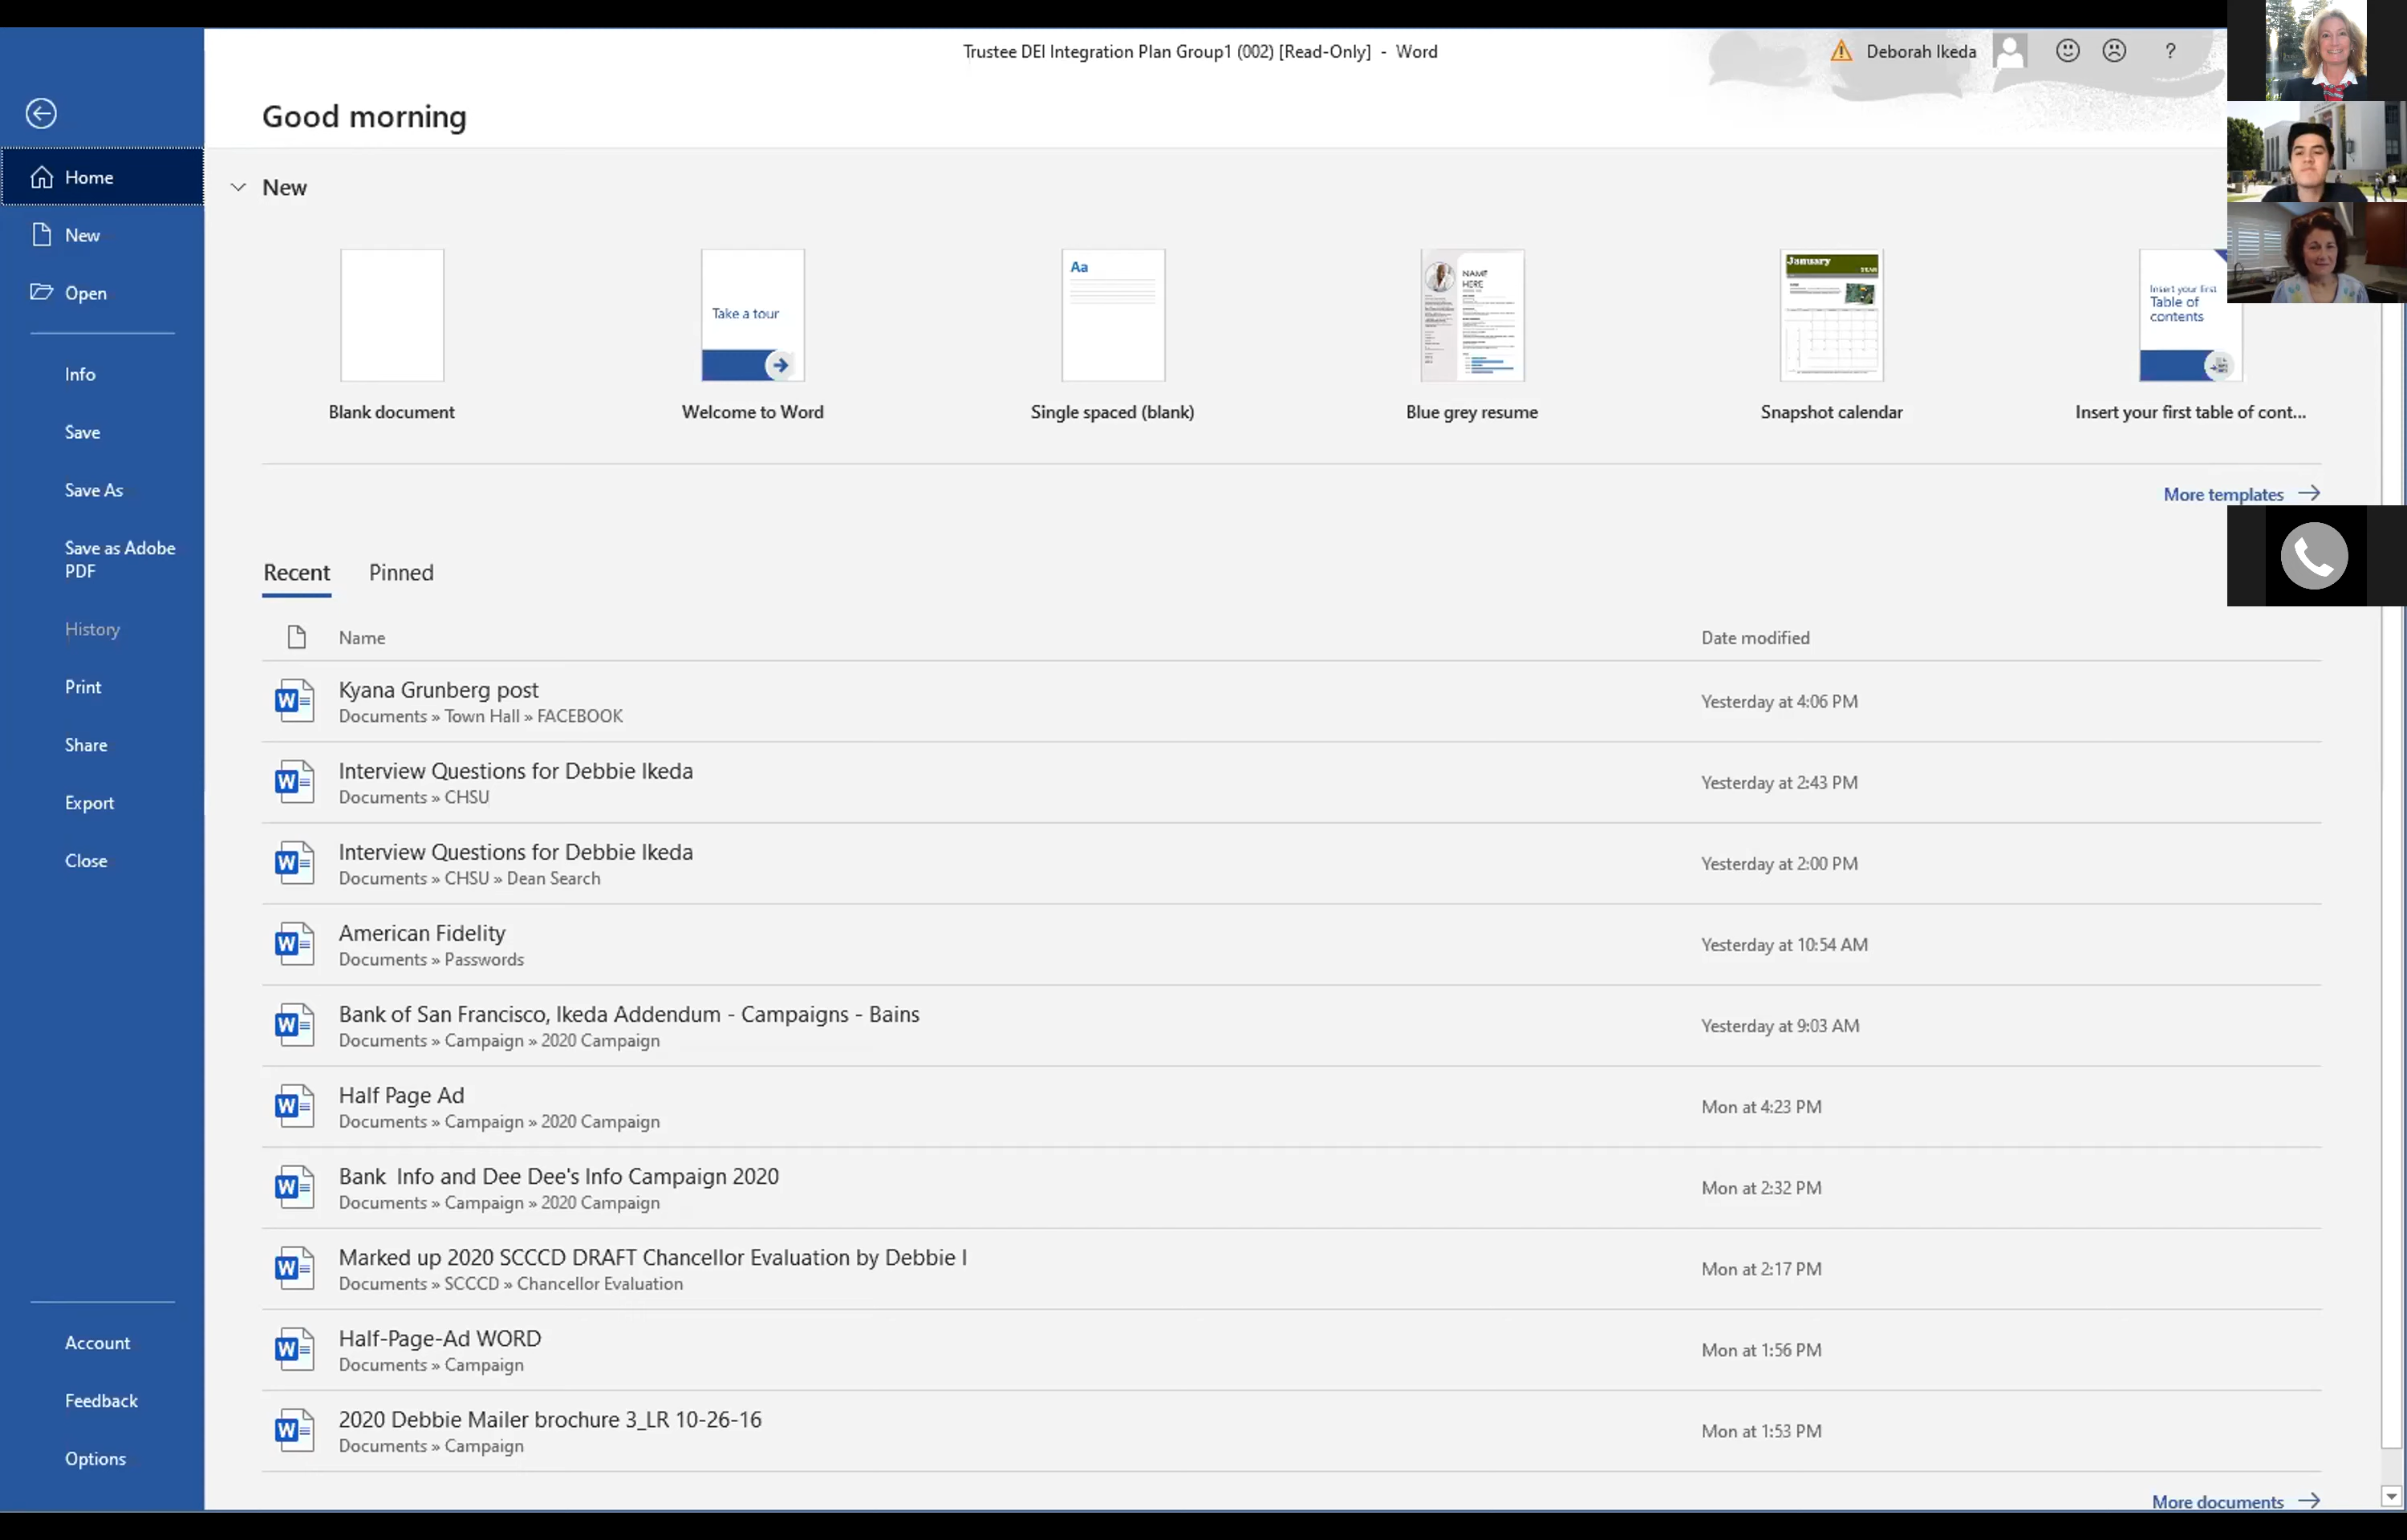 Trustee DEI Integration Plan Group1 (002) [Read-Only] - Word
Deborah Ikeda
?
Good morning
Home
New
Open
Info
Save
Save As
Save as Adobe
PDF
History
Print
Share
Export
Close
Account
Feedback
Options
New
Take a tour
Aa
NAME
HERE
January
YEAR
Insert your first
Table of
contents
Blank document
Welcome to Word
Single spaced (blank)
Blue grey resume
Snapshot calendar
Insert your first table of cont...
More templates
Recent Pinned
Name Date modified
Kyana Grunberg post
Documents » Town Hall » FACEBOOK
Yesterday at 4:06 PM
Interview Questions for Debbie Ikeda
Documents » CHSU
Yesterday at 2:43 PM
Interview Questions for Debbie Ikeda
Documents » CHSU » Dean Search
Yesterday at 2:00 PM
American Fidelity
Documents » Passwords
Yesterday at 10:54 AM
Bank of San Francisco, Ikeda Addendum - Campaigns - Bains
Documents » Campaign » 2020 Campaign
Yesterday at 9:03 AM
Half Page Ad
Documents » Campaign » 2020 Campaign
Mon at 4:23 PM
Bank  Info and Dee Dee's Info Campaign 2020
Documents » Campaign » 2020 Campaign
Mon at 2:32 PM
Marked up 2020 SCCCD DRAFT Chancellor Evaluation by Debbie I
Documents » SCCCD » Chancellor Evaluation
Mon at 2:17 PM
Half-Page-Ad WORD
Documents » Campaign
Mon at 1:56 PM
2020 Debbie Mailer brochure 3_LR 10-26-16
Documents » Campaign
Mon at 1:53 PM
More documents